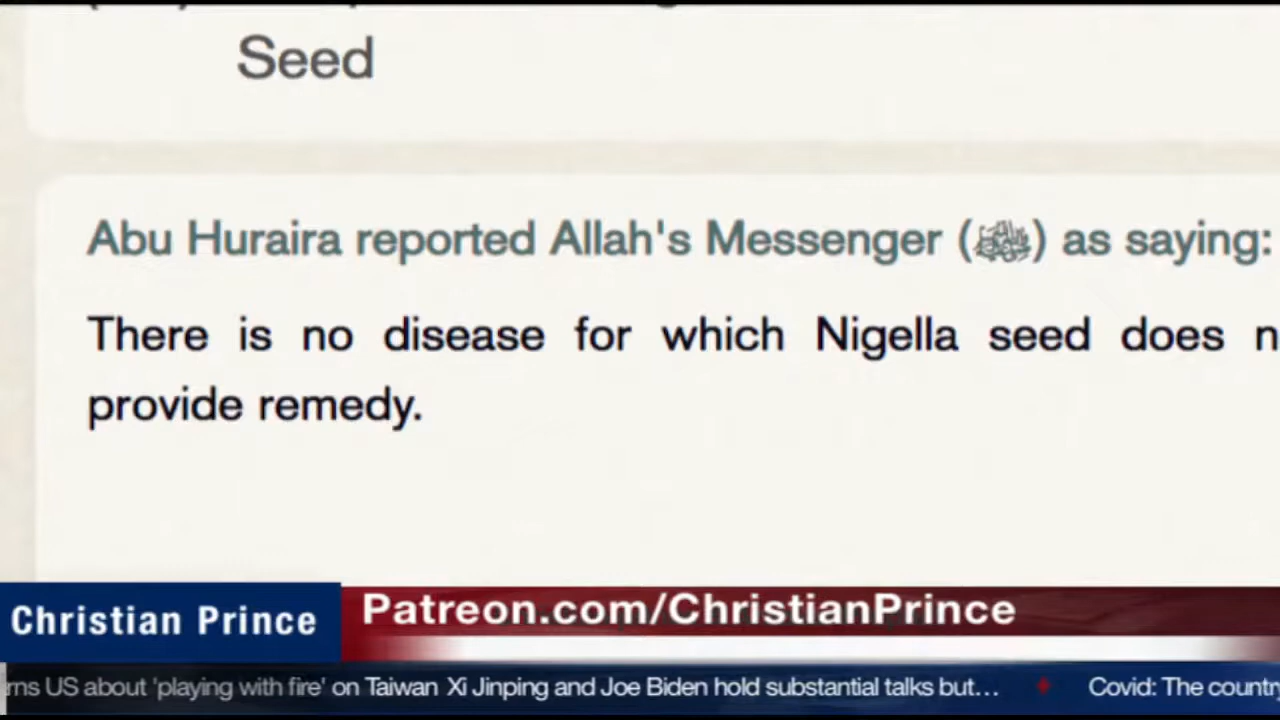 Seed
Abu Huraira reported Allah's Messenger (ﷺ) as saying:
There is no disease for which Nigella seed does n
provide remedy.
Christian Prince
Patreon.com/ChristianPrince
rns US about 'playing with fire' on Taiwan Xi Jinping and Joe Biden hold substantial talks but... Covid: The country